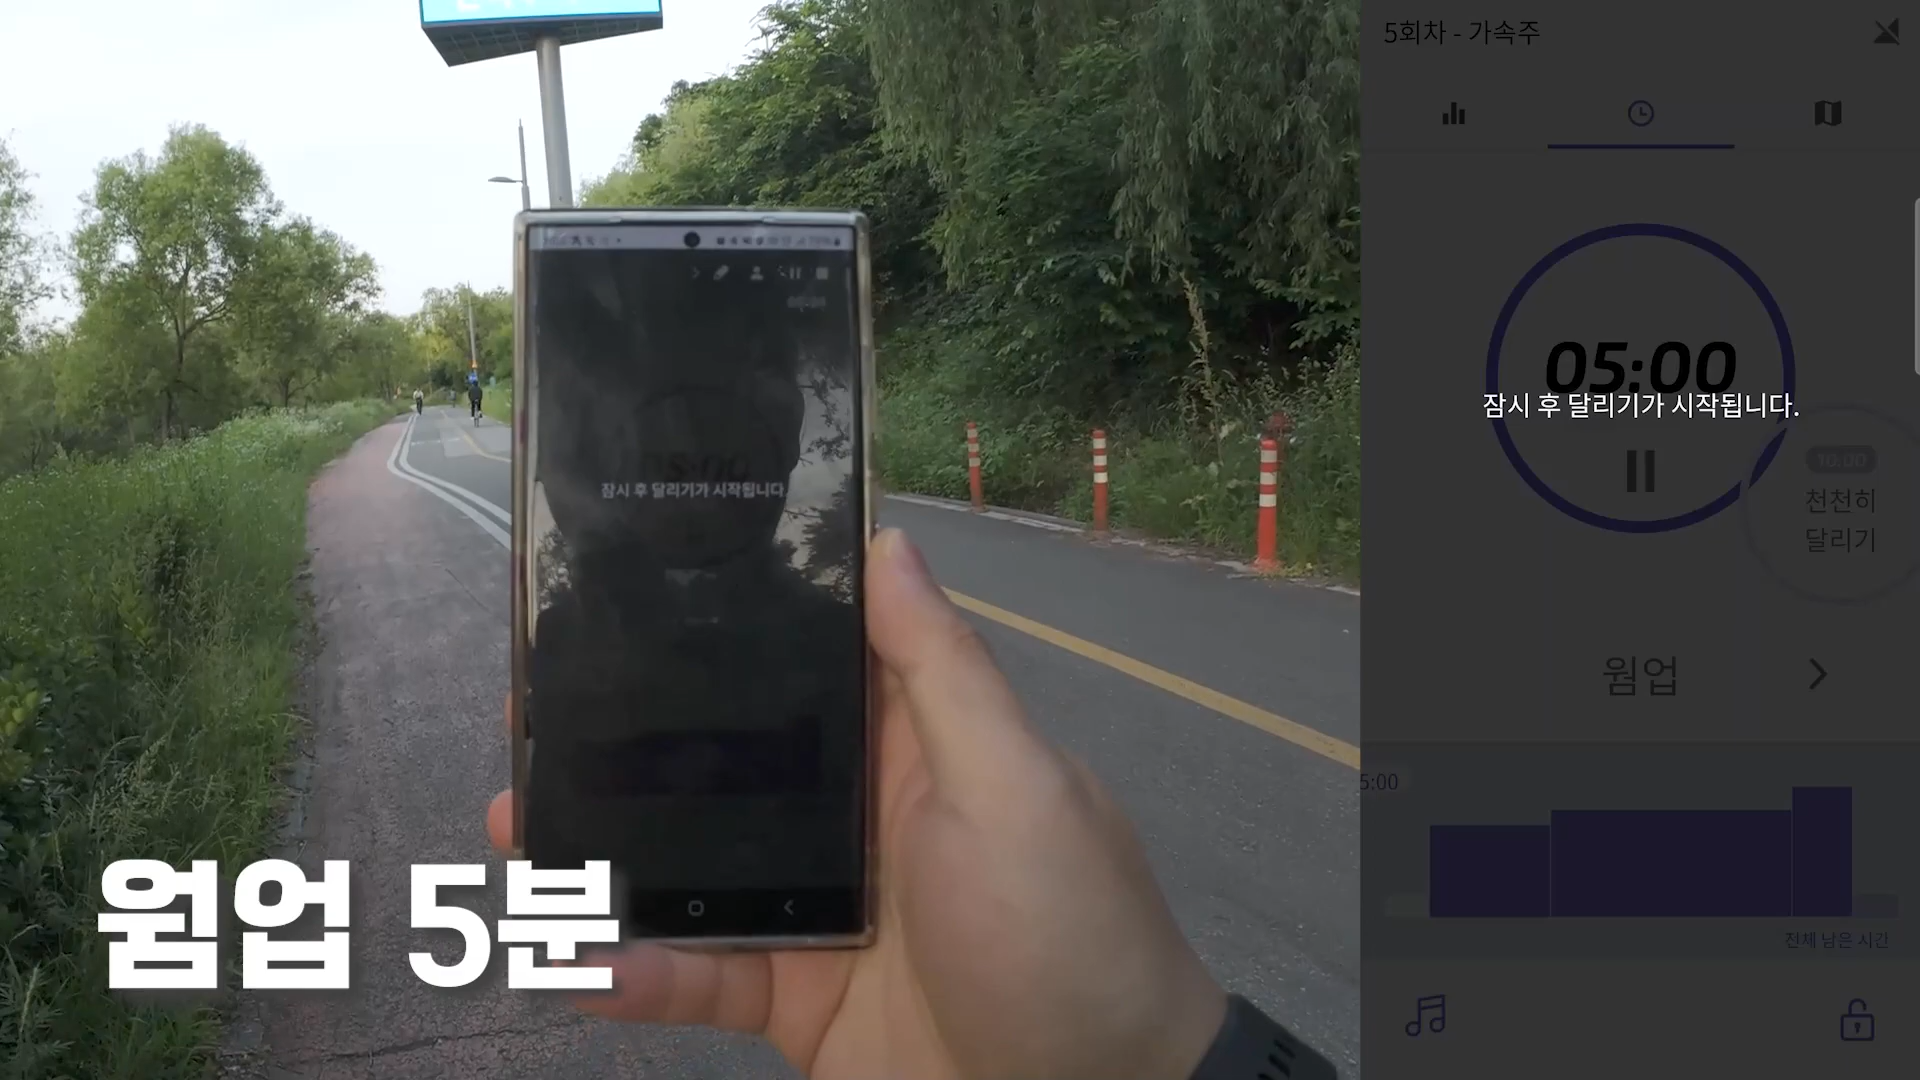 5회차 - 가속주
05:00
잠시 후 달리기가 시작됩니다.
10:00
천천히
달리기
웜업
5:00
전체 남은 시간
05:00
잠시 후 달리기가 시작됩니다.
웜업 5분